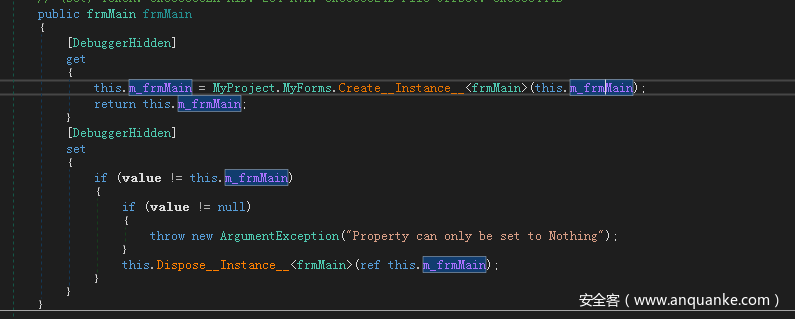 public frmMain frmMain
{
[DebuggerHidden]
get
{
this.m_frmMain = MyProject.MyForms.Create__Instance__<frmMain>(this.m_frmMain);
return this.m_frmMain;
}
[DebuggerHidden]
set
{
if (value != this.m_frmMain)
{
if (value != null)
{
throw new ArgumentException("Property can only be set to Nothing");
}
this.Dispose__Instance__<frmMain>(ref this.m_frmMain);
}
}
}
安全客（www.anquanke.com）